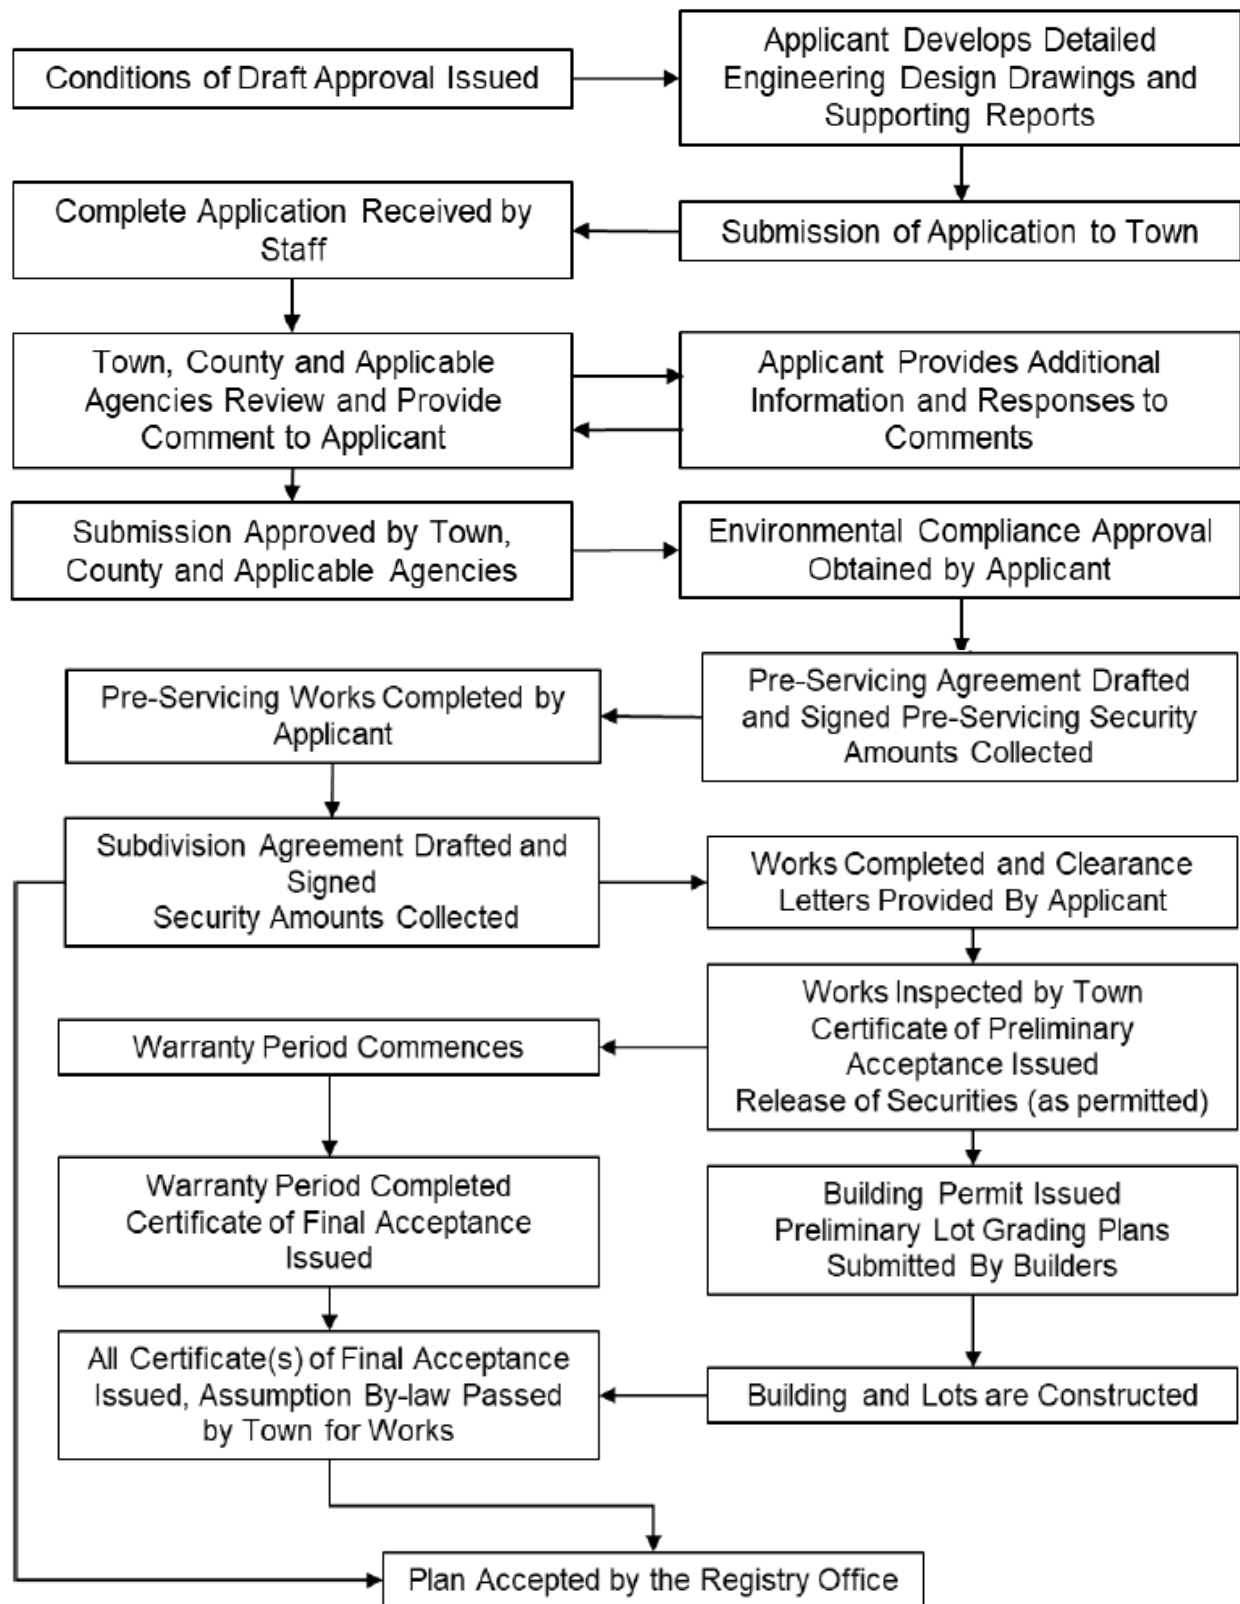 Conditions of Draft Approval Issued
Applicant Develops Detailed
Engineering Design Drawings and
Supporting Reports
Complete Application Received by
Staff
Submission of Application to Town
Town, County and Applicable
Agencies Review and Provide
Comment to Applicant
Applicant Provides Additional
Information and Responses to
Comments
Submission Approved by Town,
County and Applicable Agencies
Environmental Compliance Approval
Obtained by Applicant
Pre-Servicing Agreement Drafted
and Signed Pre-Servicing Security
Amounts Collected
Pre-Servicing Works Completed by
Applicant
Subdivision Agreement Drafted and
Signed
Security Amounts Collected
Works Completed and Clearance
Letters Provided By Applicant
Works Inspected by Town
Certificate of Preliminary
Acceptance Issued
Release of Securities (as permitted)
Warranty Period Commences
Warranty Period Completed
Certificate of Final Acceptance
Issued
Building Permit Issued
Preliminary Lot Grading Plans
Submitted By Builders
All Certificate(s) of Final Acceptance
Issued, Assumption By-law Passed
by Town for Works
Building and Lots are Constructed
Plan Accepted by the Registry Office